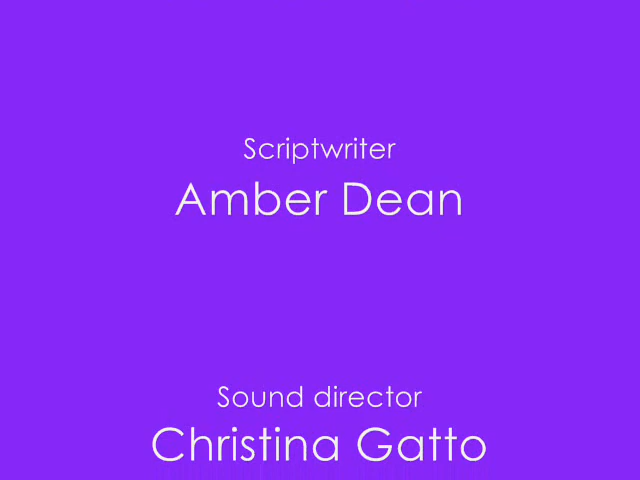 Scriptwriter
Amber Dean
Sound director
Christina Gatto